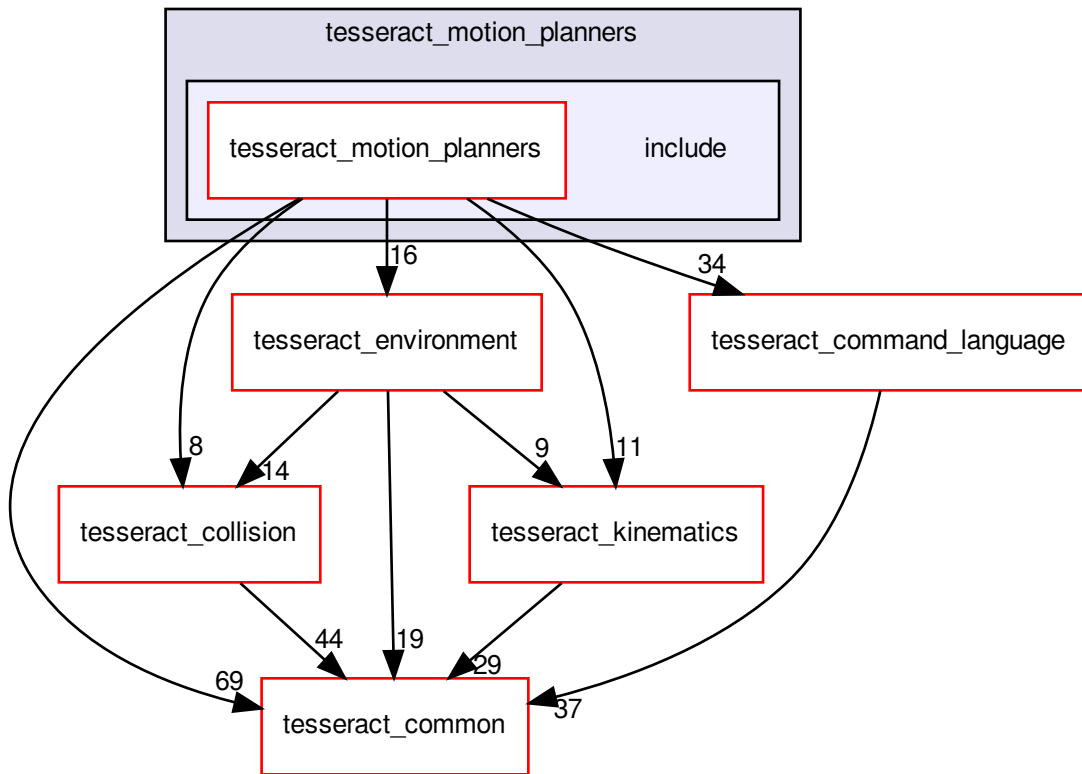 tesseract_motion_planners
tesseract_motion_planners
include
16
34
tesseract_environment
tesseract_command_language
8
14
9
11
tesseract_collision
tesseract_kinematics
44
19
29
69
37
tesseract_common